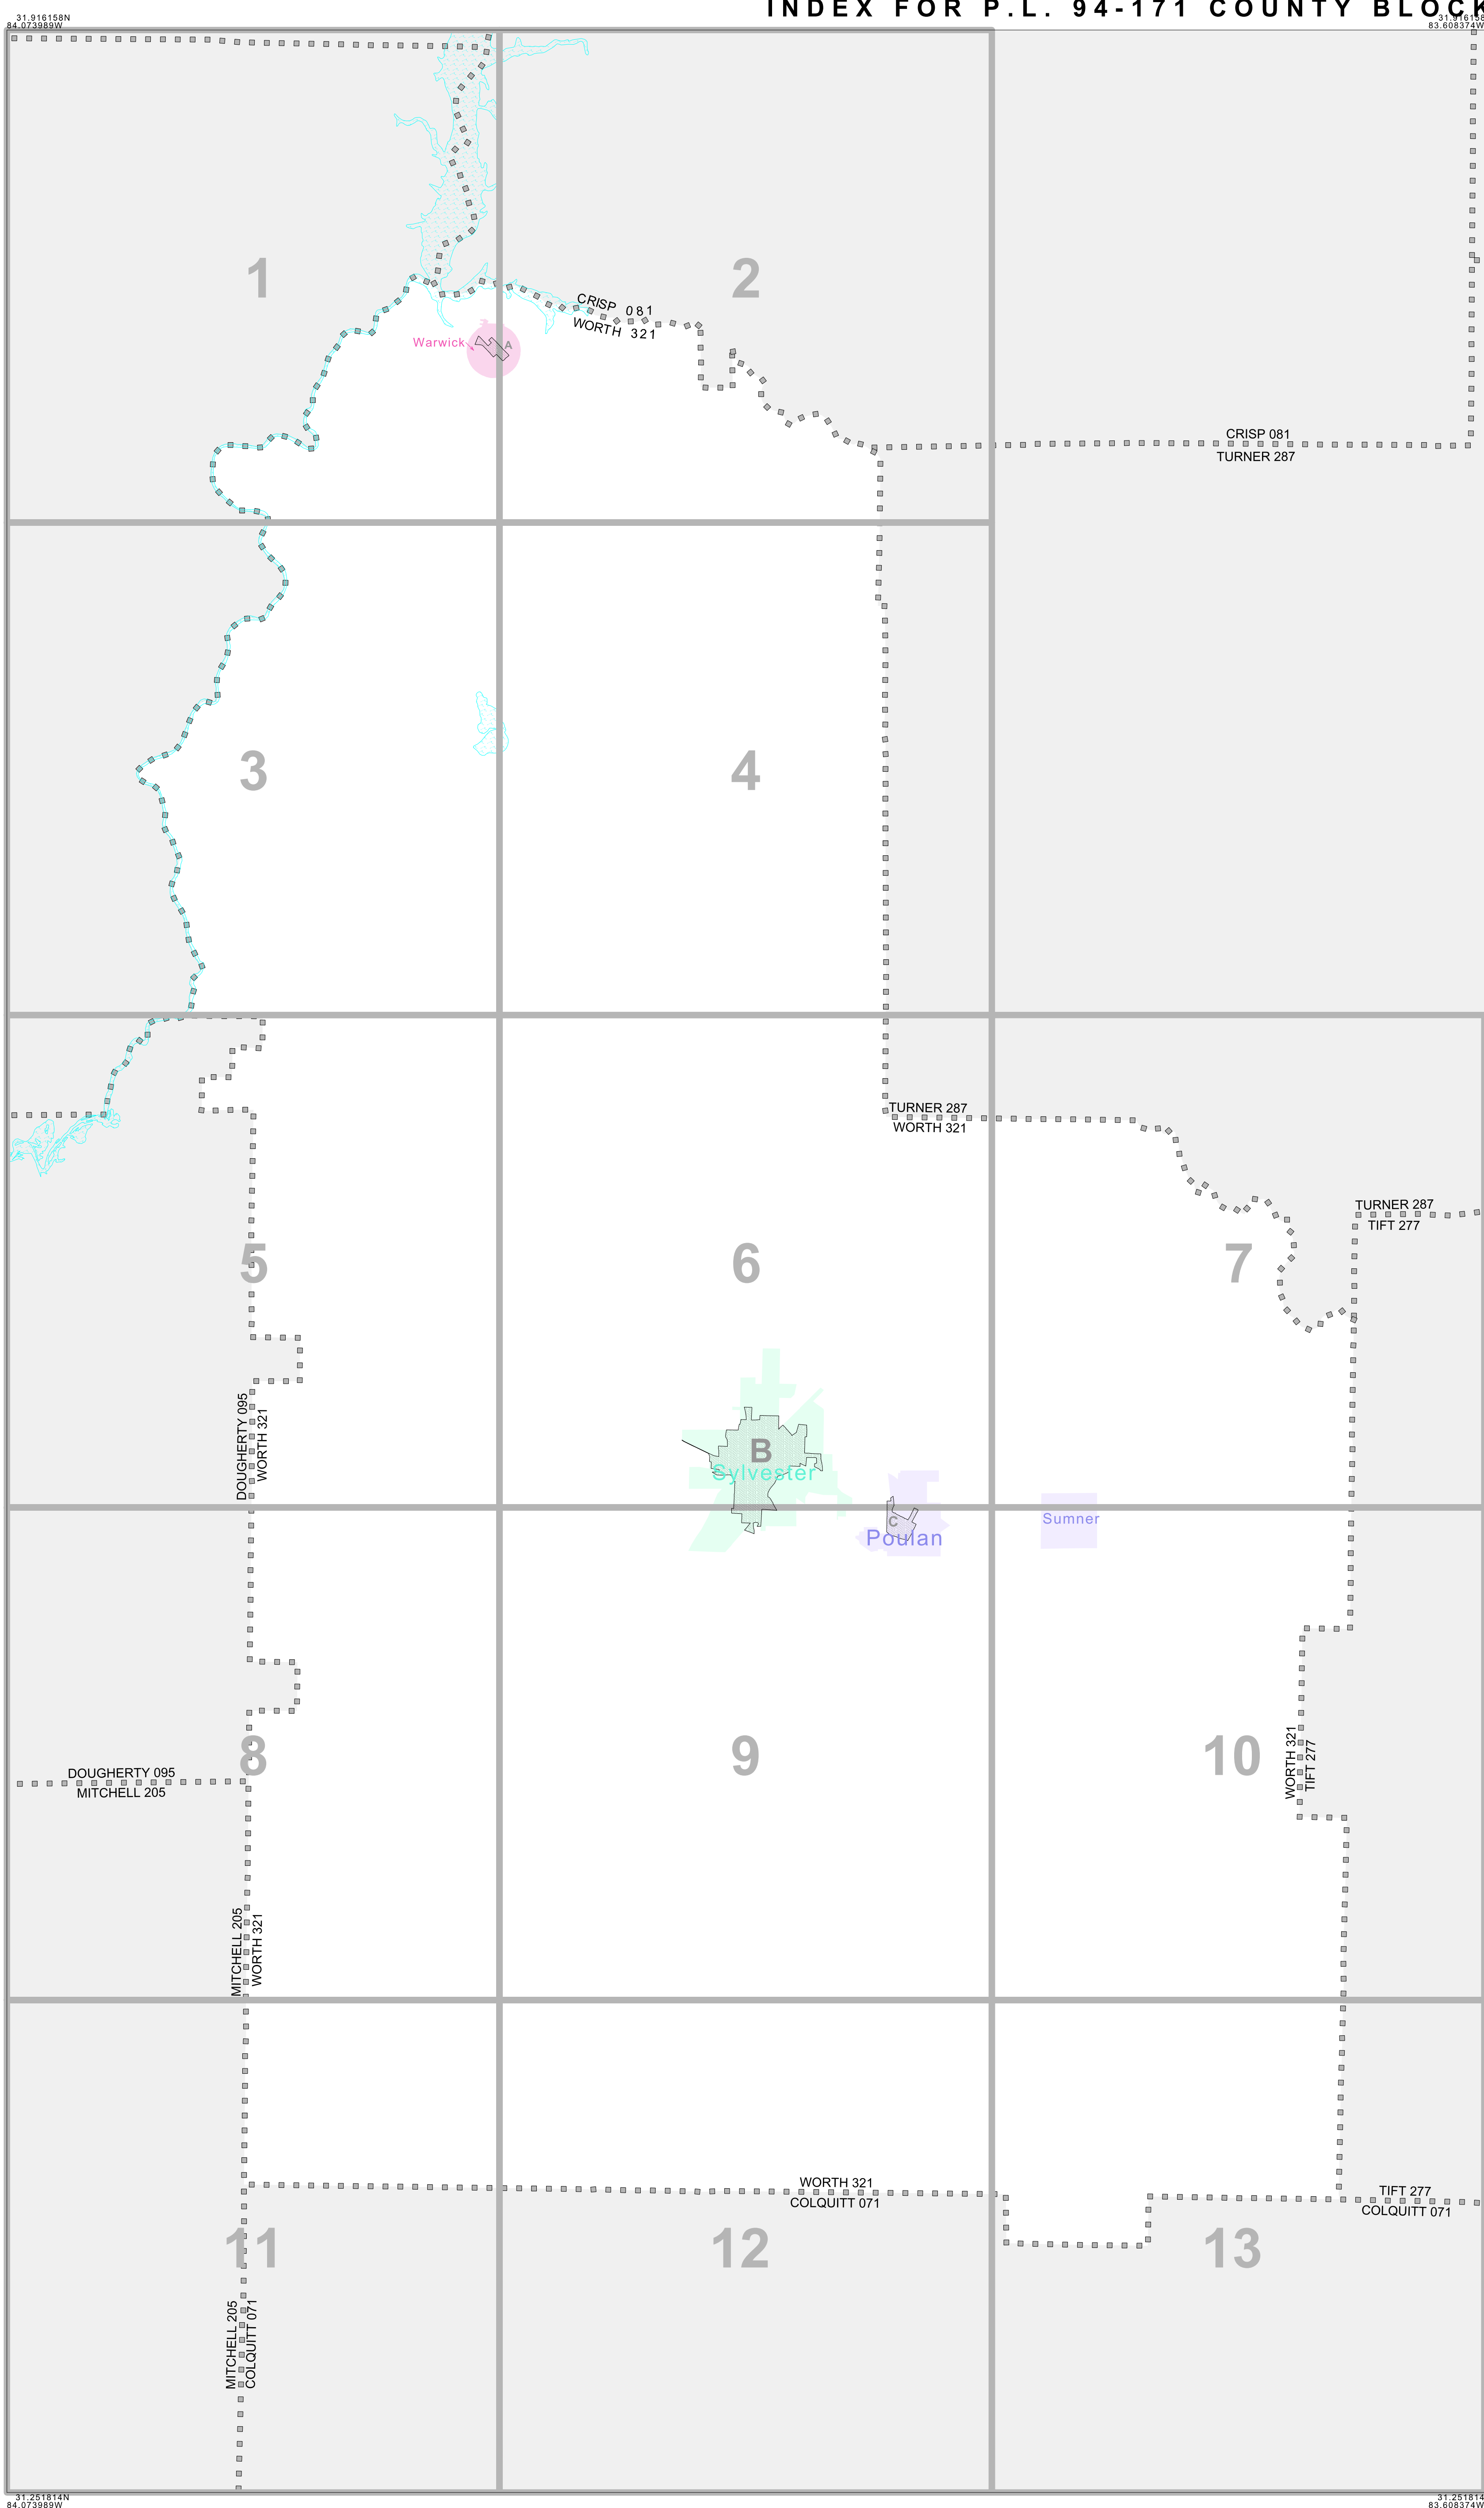 INDEX FOR P.L. 94-171 COUNTY BLOCK
31.916158N
84.073989W
31.916158
83.608374W
1
2
CRISP 081
WORTH 321
Warwick
A
CRISP 081
TURNER 287
3
4
TURNER 287
WORTH 321
TURNER 287
TIFT 277
5
6
7
DOUGHERTY 095
WORTH 321
B
Sylvester
C
Poulan
Sumner
8
9
10
WORTH 321
TIFT 277
DOUGHERTY 095
MITCHELL 205
MITCHELL 205
WORTH 321
WORTH 321
COLQUITT 071
TIFT 277
COLQUITT 071
11
12
13
MITCHELL 205
COLQUITT 071
31.251814N
84.073989W
31.251814
83.608374W